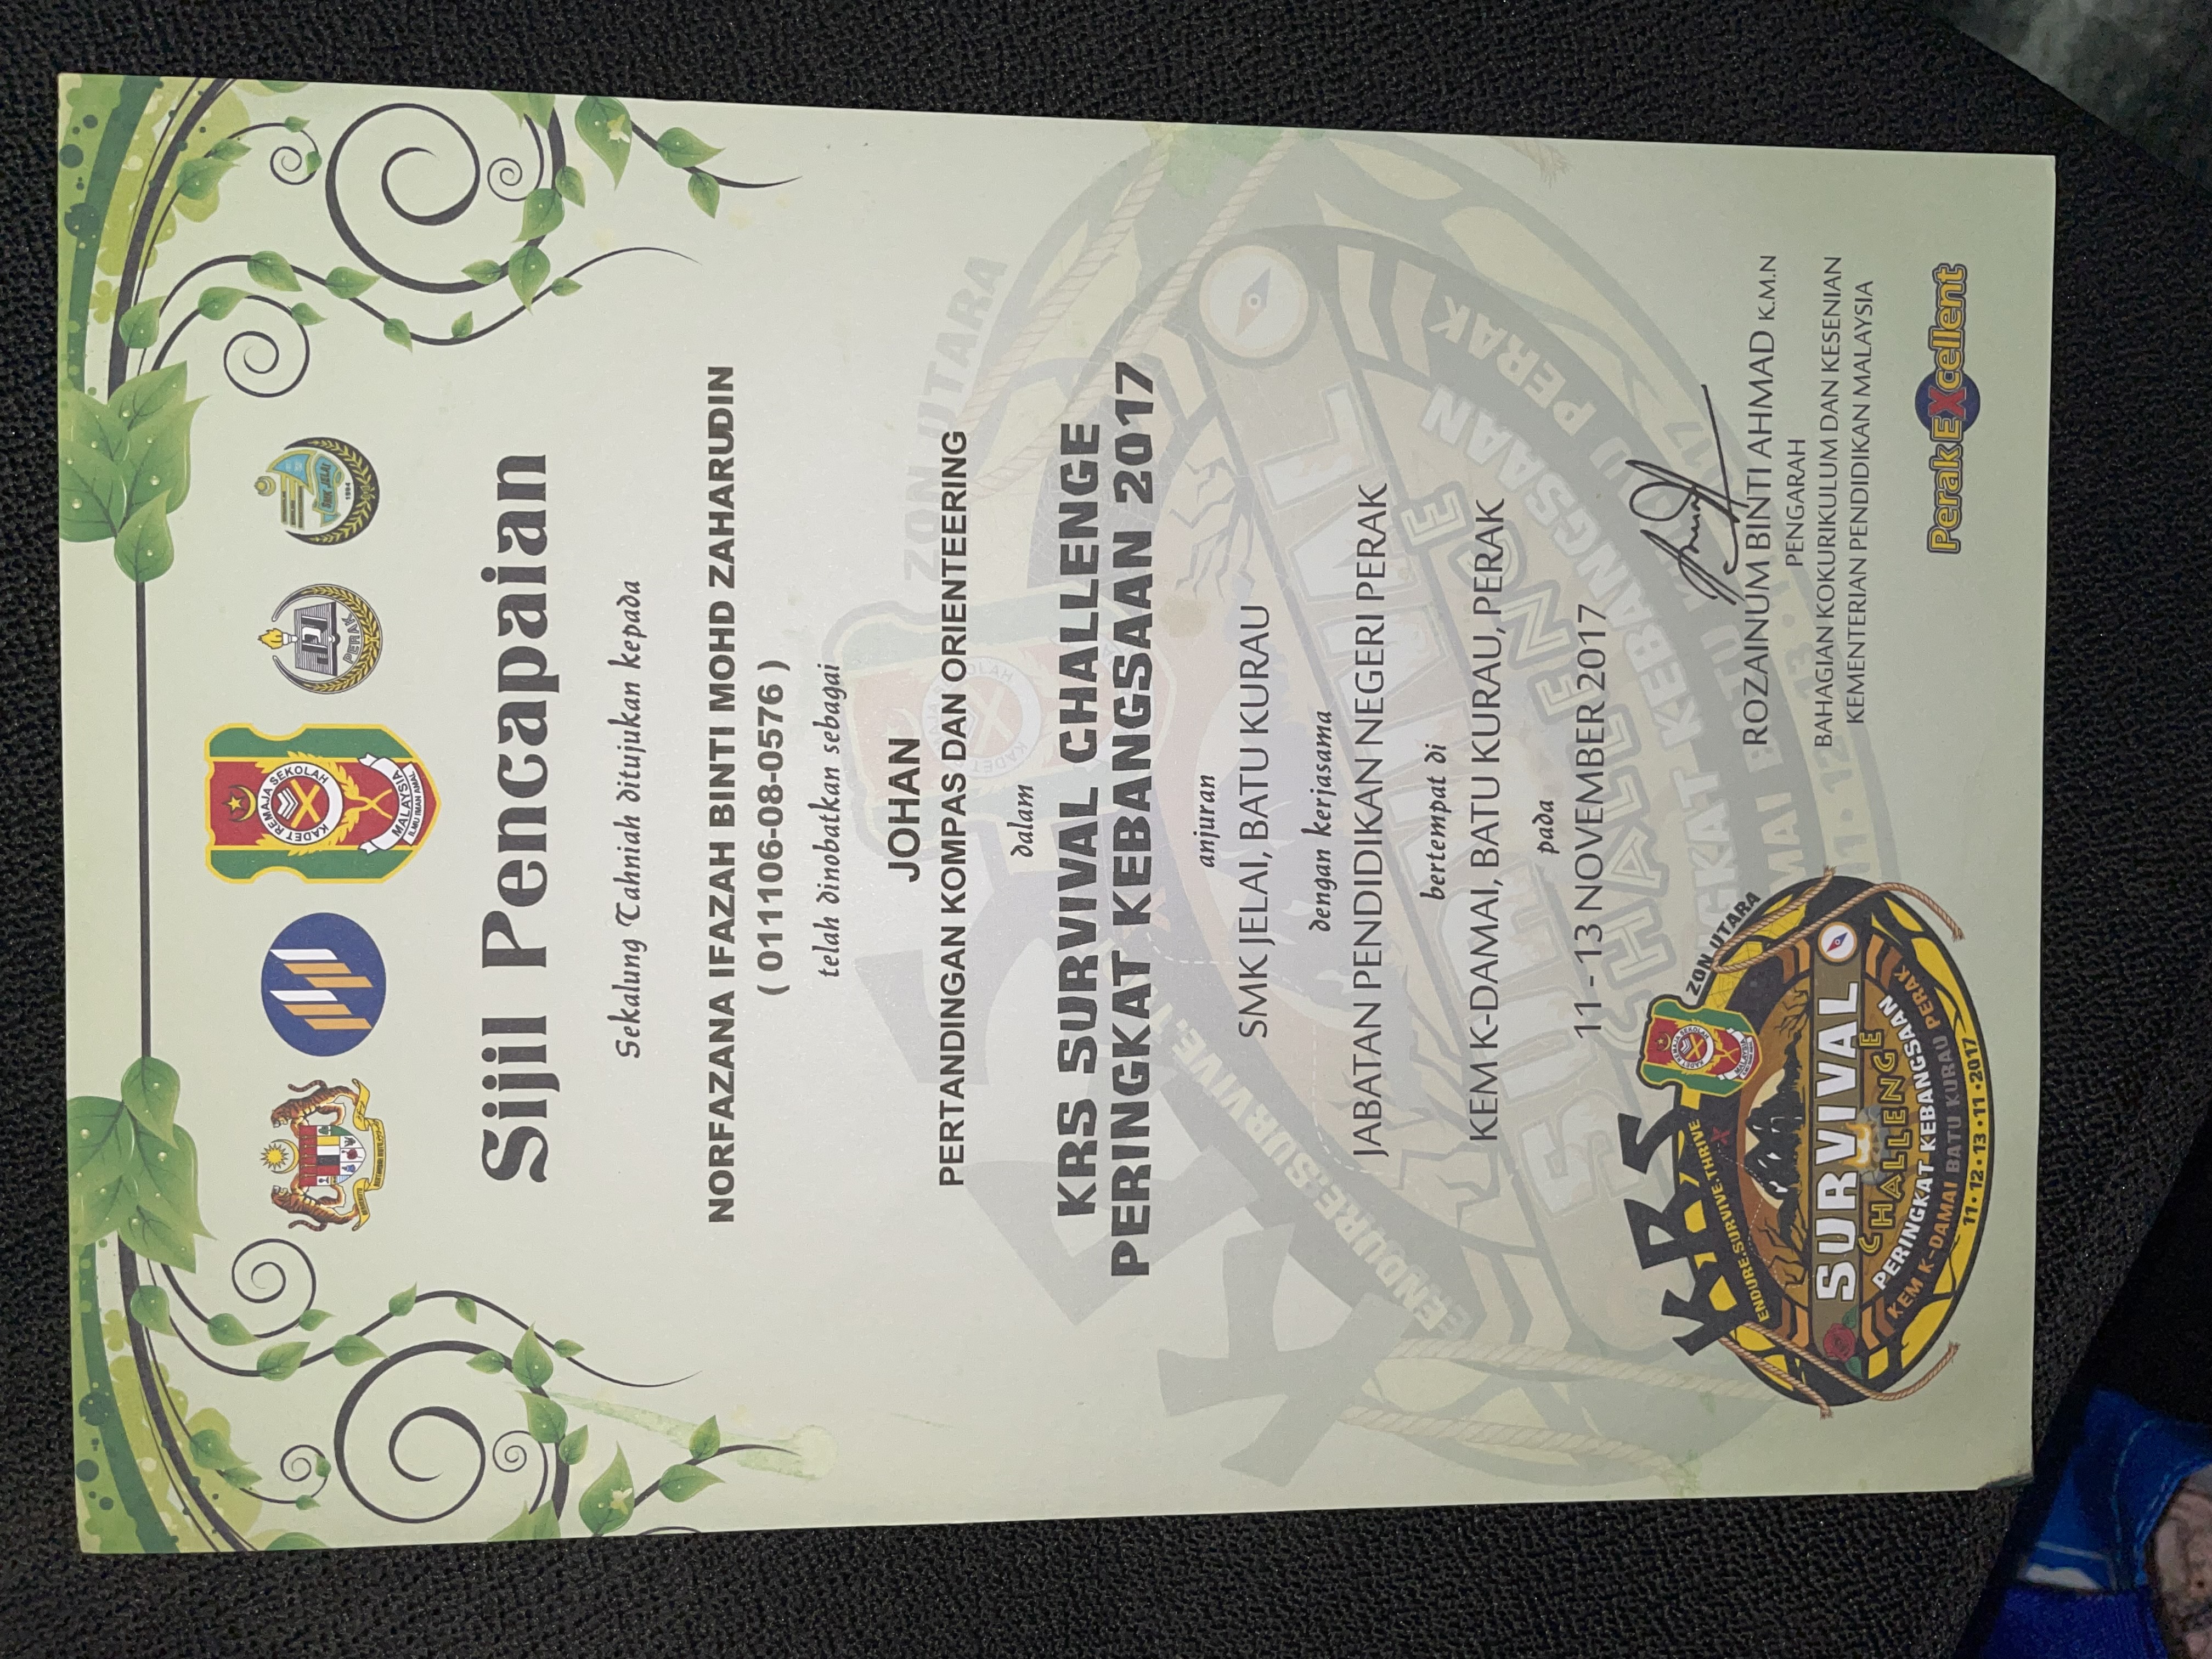 BERSEKUTU BERTAMBAH MUTU
KADET REMAJA SEKOLAH
MALAYSIA
ILMU IMAN AMAL
JPN
PERAK
SMK JELAI
1994
Sijil Pencapaian
Sekalung Tahniah ditujukan kepada
NORFAZANA IFAZAH BINTI MOHD ZAHARUDIN
( 011106-08-0576 )
telah dinobatkan sebagai
JOHAN
PERTANDINGAN KOMPAS DAN ORIENTEERING
dalam
KRS SURVIVAL CHALLENGE
PERINGKAT KEBANGSAAN 2017
anjuran
SMK JELAI, BATU KURAU
dengan kerjasama
JABATAN PENDIDIKAN NEGERI PERAK
bertempat di
KEM K-DAMAI, BATU KURAU, PERAK
pada
11 - 13 NOVEMBER 2017
KRS
ENDURE.SURVIVE.THRIVE
ZON UTARA
KADET REMAJA SEKOLAH
MALAYSIA
SURVIVAL
CHALLENGE
PERINGKAT KEBANGSAAN
KEM K-DAMAI BATU KURAU PERAK
11 • 12 • 13 • 11 • 2017
ROZAINUM BINTI AHMAD K.M.N
PENGARAH
BAHAGIAN KOKURIKULUM DAN KESENIAN
KEMENTERIAN PENDIDIKAN MALAYSIA
Perak EXcellent